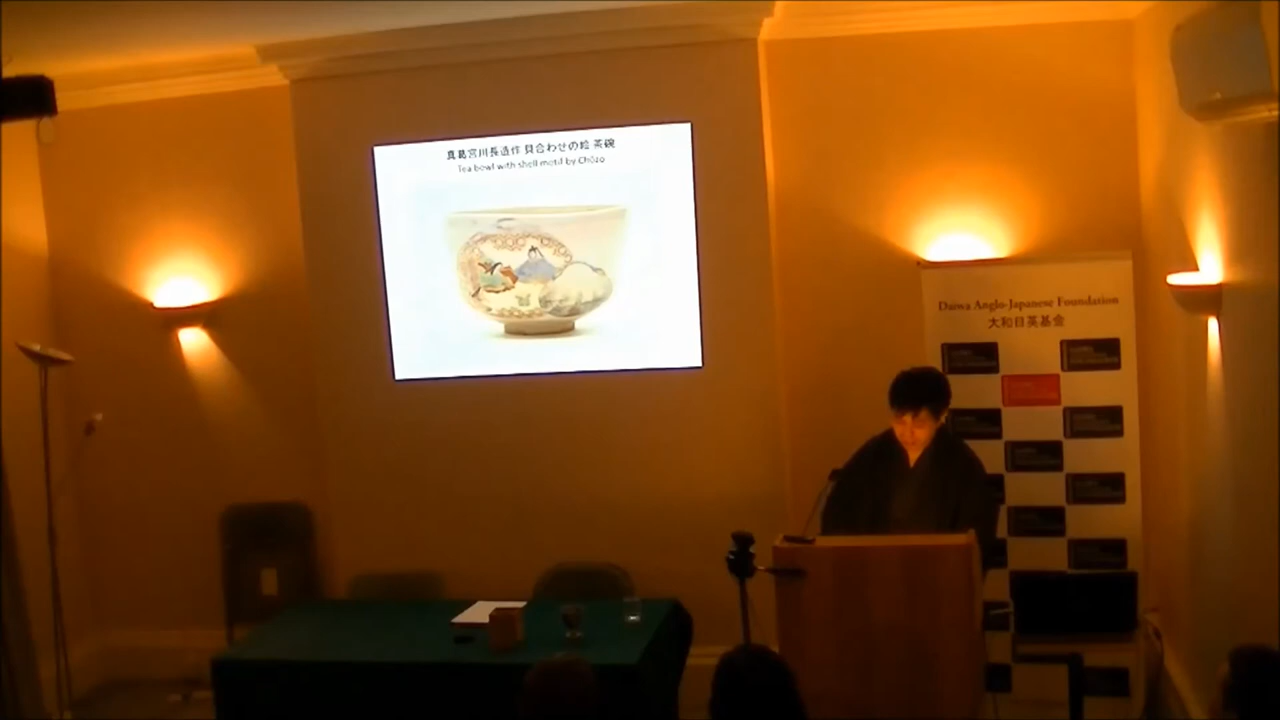 真葛宮川長造作 貝合わせの絵 茶碗
Tea bowl with shell motif by Chōzo
Daiwa Anglo-Japanese Foundation
大和日英基金